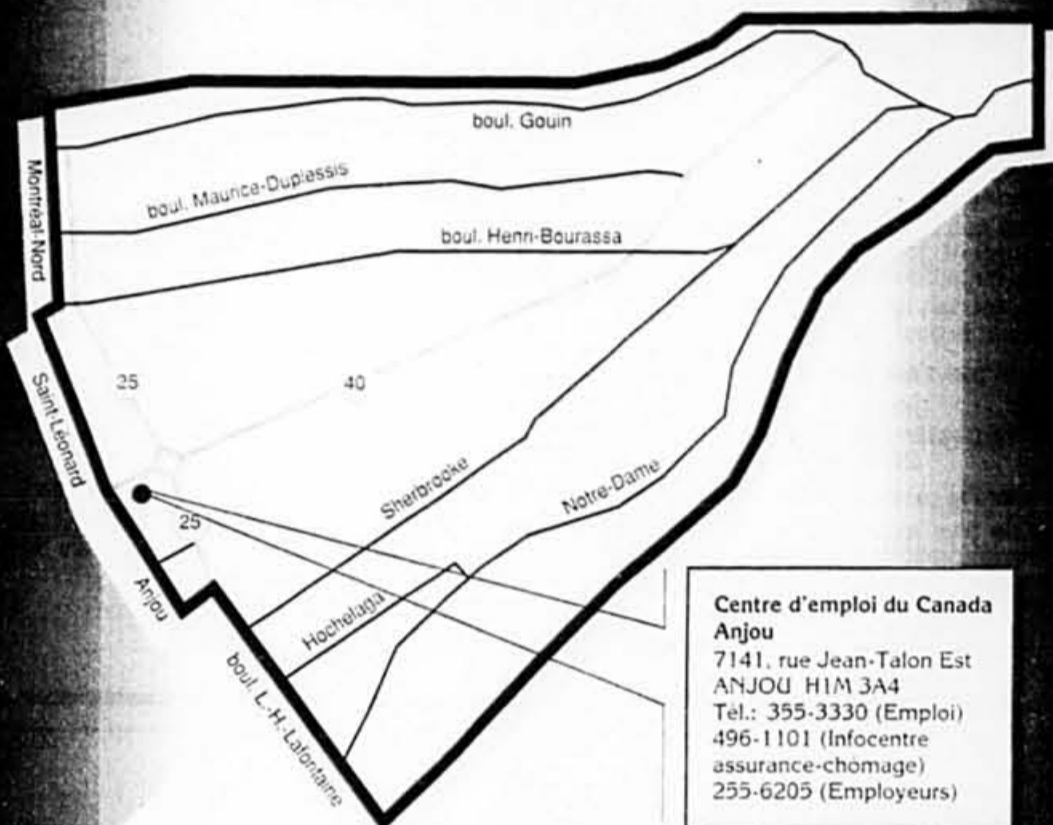 boul. Gouin
boul. Maurice-Duplessis
boul. Henri-Bourassa
Montréal-Nord
Saint-Léonard
25
40
25
Anjou
Sherbrooke
Notre-Dame
Hochelaga
boul. L.-H.-Lafontaine
Centre d'emploi du Canada
Anjou
7141, rue Jean-Talon Est
ANJOU H1M 3A4
Tél.: 355-3330 (Emploi)
496-1101 (Infocentre
assurance-chômage)
255-6205 (Employeurs)